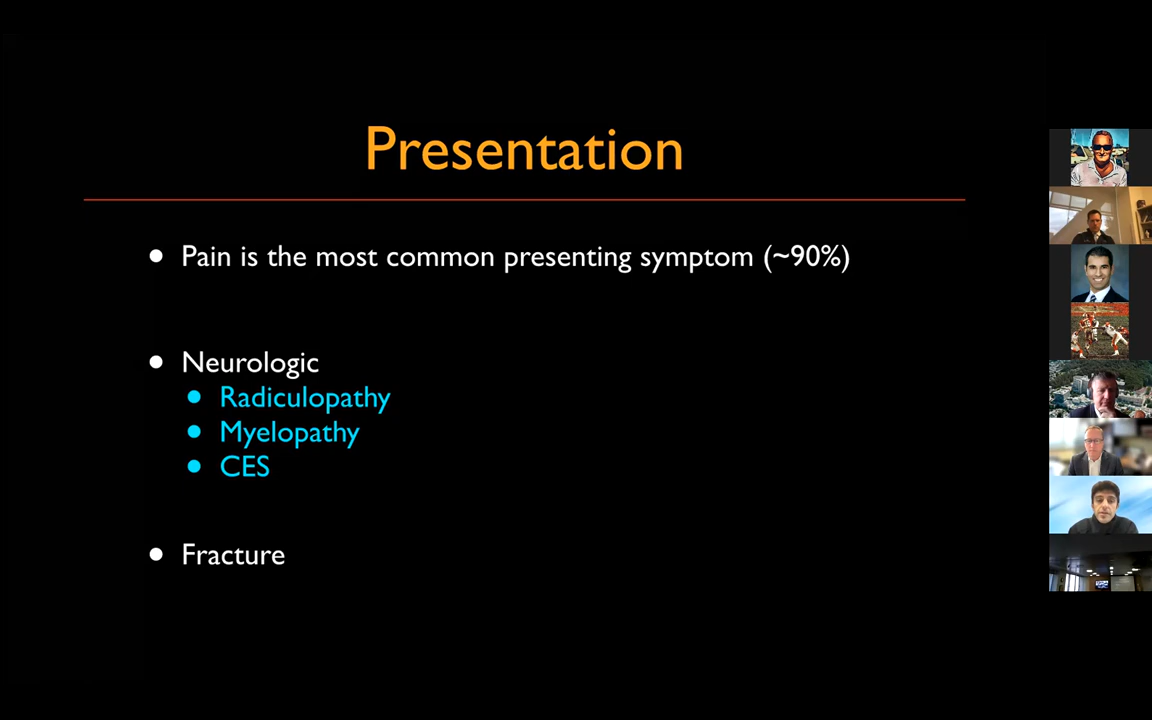 Presentation
Pain is the most common presenting symptom (~90%)
Neurologic
Radiculopathy
Myelopathy
CES
Fracture